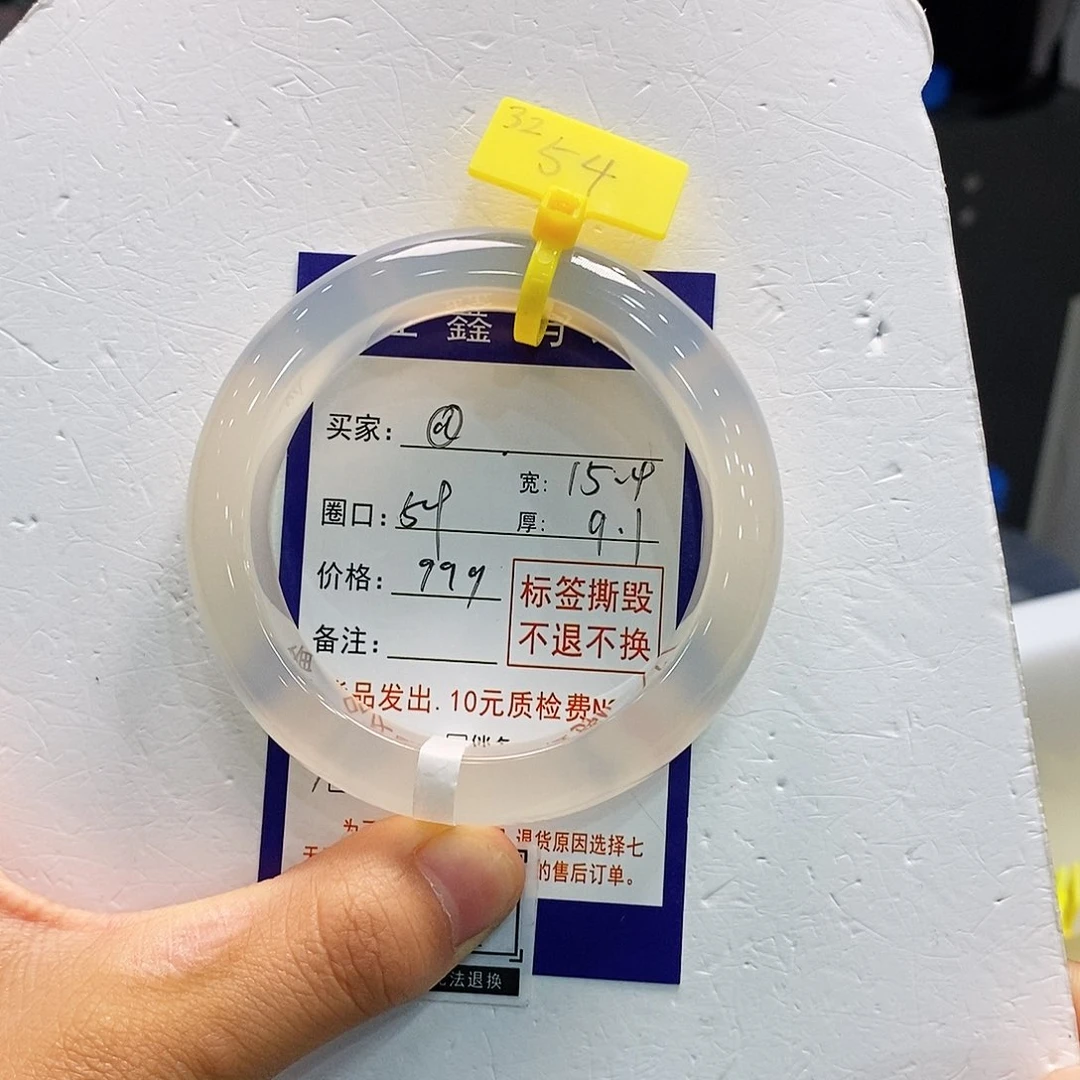 32 54
鑫
买家: @
宽: 15.4
圈口: 54
厚: 9.1
价格: 999
标签撕毁
备注:
不退不换
品发出.10元质检费
退货原因选择七
的售后订单。
法退换